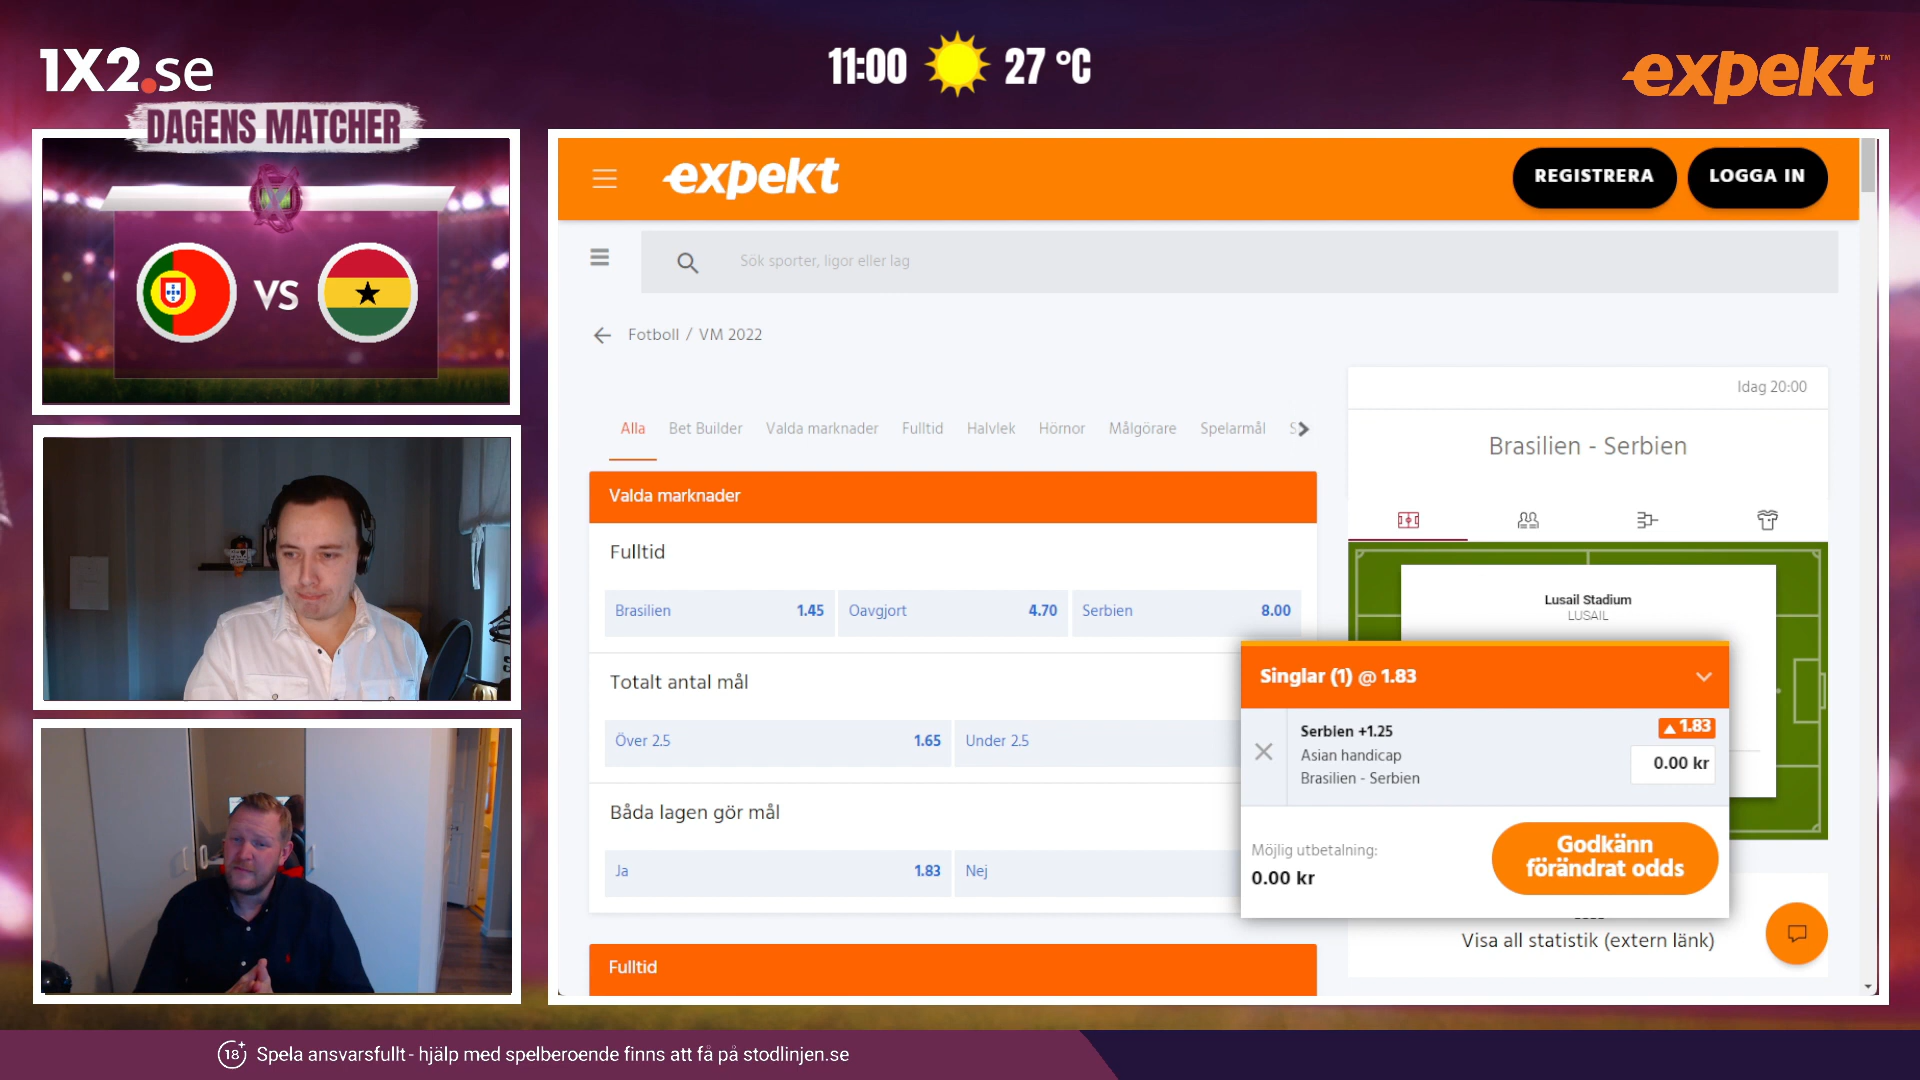 1X2.se
11:00
27 °C
expekt™
DAGENS MATCHER
VS
expekt
REGISTRERA
LOGGA IN
Sök sporter, ligor eller lag
Fotboll / VM 2022
Idag 20:00
Alla
Bet Builder
Valda marknader
Fulltid
Halvlek
Hörnor
Målgörare
Spelarmål
Brasilien - Serbien
Valda marknader
Fulltid
Brasilien 1.45
Oavgjort 4.70
Serbien 8.00
Lusail Stadium
LUSAIL
Totalt antal mål
Över 2.5 1.65
Under 2.5
Båda lagen gör mål
Ja 1.83
Nej
Singlar (1) @ 1.83
Serbien +1.25
1.83
Asian handicap
0.00 kr
Brasilien - Serbien
Möjlig utbetalning:
0.00 kr
Godkänn
förändrat odds
Visa all statistik (extern länk)
Fulltid
18+ Spela ansvarsfullt - hjälp med spelberoende finns att få på stodlinjen.se